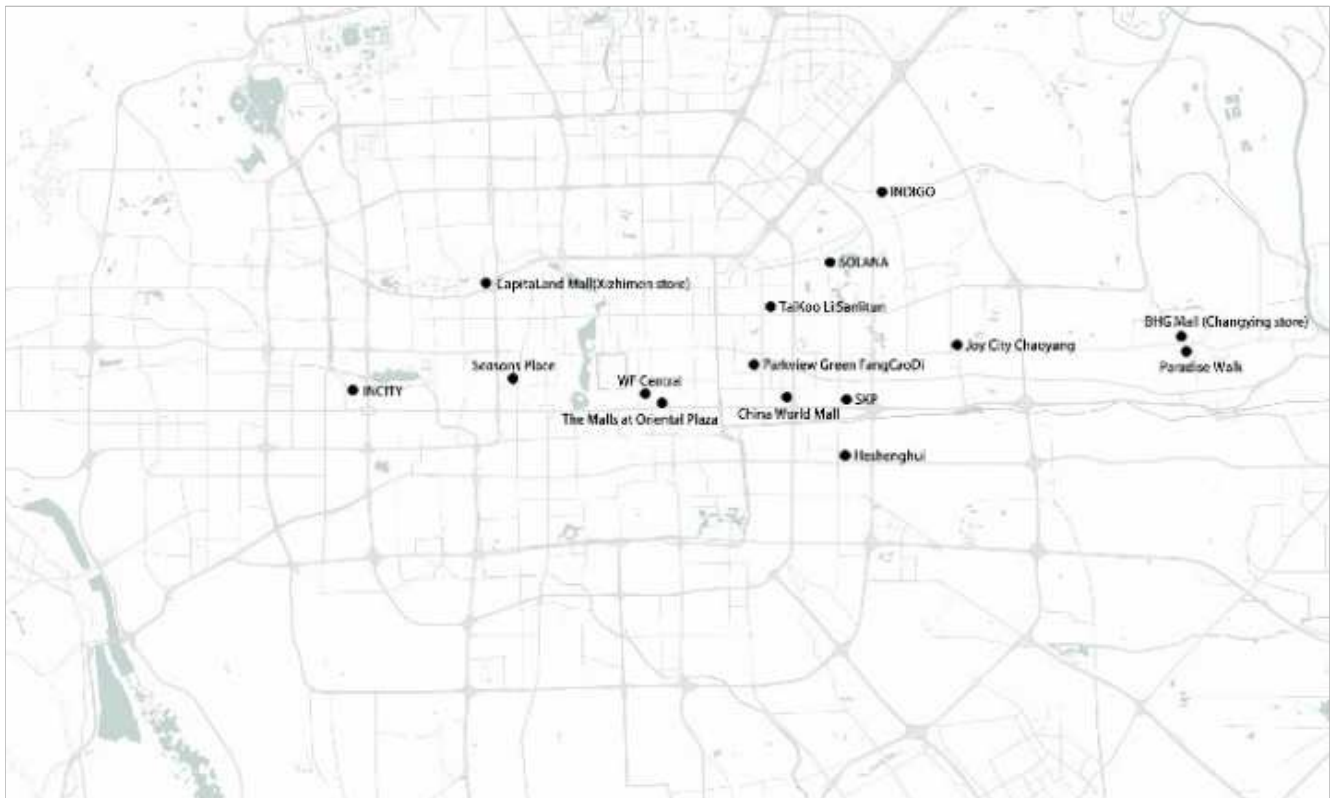 INDIGO
SOLANA
CapitaLand Mall(Xizhimen store)
TaiKoo Li Sanlitun
BHG Mall (Changying store)
Joy City Chaoyang
Paradise Walk
Seasons Place
Parkview Green FangCaoDi
WF Central
INCITY
SKP
China World Mall
The Malls at Oriental Plaza
Heshenghui